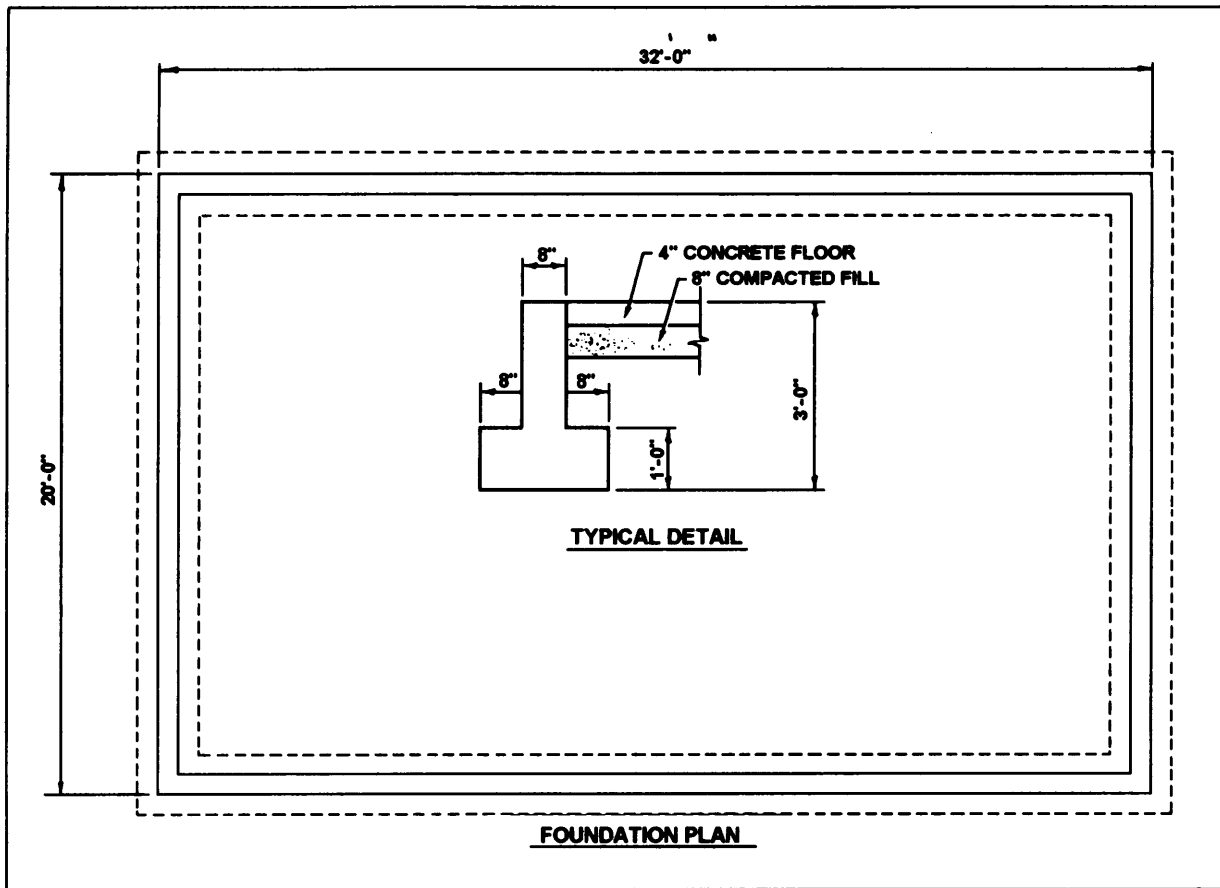 32'-0"
8"
4" CONCRETE FLOOR
8" COMPACTED FILL
8"
8"
3'-0"
1'-0"
20'-0"
TYPICAL DETAIL
FOUNDATION PLAN